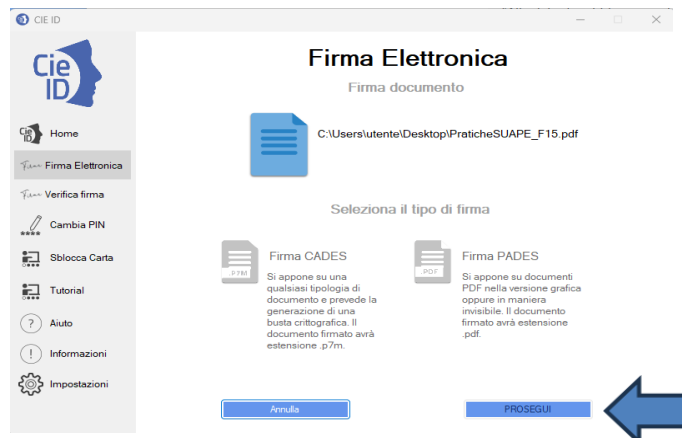 CIE ID
Cie
ID
Firma Elettronica
Firma documento
C:\Users\utente\Desktop\PraticheSUAPE_F15.pdf
Cie
ID
Home
Firma
Firma Elettronica
Firma
Verifica firma
Cambia PIN
Sblocca Carta
Tutorial
?
Aiuto
!
Informazioni
Impostazioni
Seleziona il tipo di firma
.P7M
Firma CADES
Si appone su una
qualsiasi tipologia di
documento e prevede la
generazione di una
busta crittografica. Il
documento firmato avrà
estensione .p7m.
.PDF
Firma PADES
Si appone su documenti
PDF nella versione grafica
oppure in maniera
invisibile. Il documento
firmato avrà estensione
.pdf.
Annulla
PROSEGUI